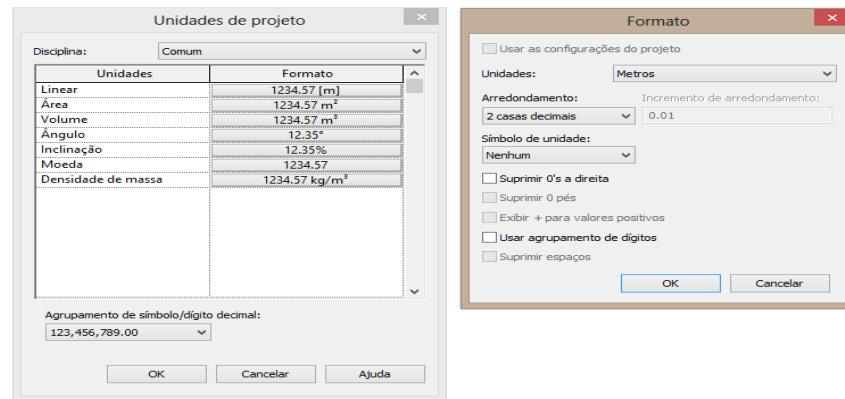 Unidades de projeto
Disciplina: Comum
Unidades Formato
Linear 1234.57 [m]
Área 1234.57 m²
Volume 1234.57 m³
Ângulo 12.35°
Inclinação 12.35%
Moeda 1234.57
Densidade de massa 1234.57 kg/m³
Agrupamento de símbolo/dígito decimal:
123,456,789.00
OK Cancelar Ajuda
Formato
Usar as configurações do projeto
Unidades: Metros
Arredondamento: Incremento de arredondamento:
2 casas decimais 0.01
Símbolo de unidade:
Nenhum
Suprimir 0's a direita
Suprimir 0 pés
Exibir + para valores positivos
Usar agrupamento de dígitos
Suprimir espaços
OK Cancelar